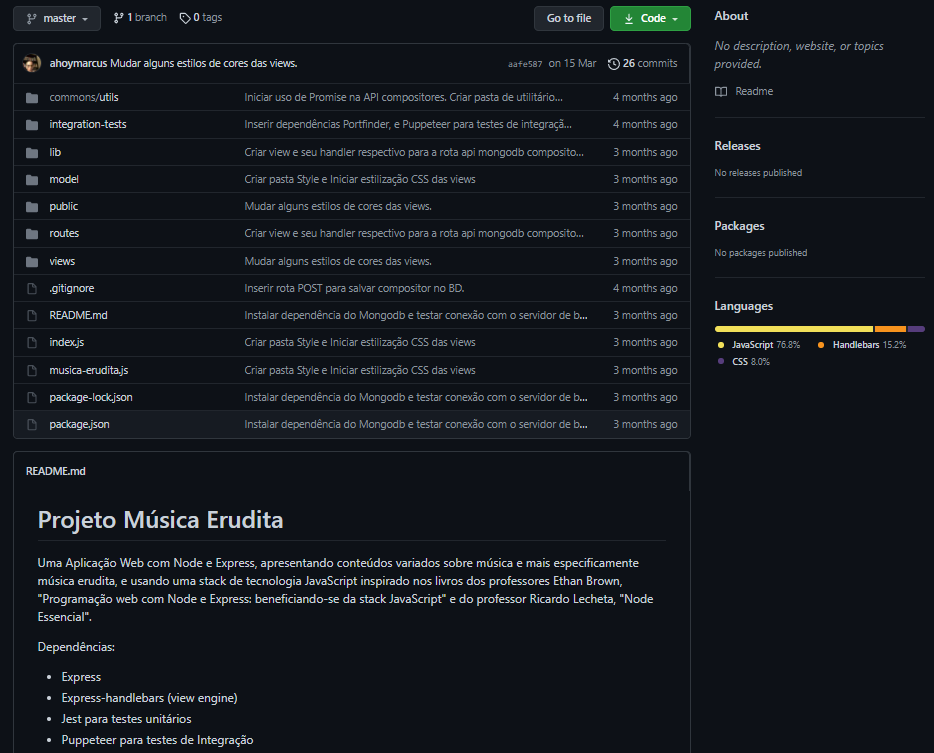 master 1 branch 0 tags Go to file Code
ahoymarcus Mudar alguns estilos de cores das views. aafe587 on 15 Mar 26 commits
commons/utils Iniciar uso de Promise na API compositores. Criar pasta de utilitário... 4 months ago
integration-tests Inserir dependências Portfinder, e Puppeteer para testes de integraçã... 4 months ago
lib Criar view e seu handler respectivo para a rota api mongodb composito... 3 months ago
model Criar pasta Style e Iniciar estilização CSS das views 3 months ago
public Mudar alguns estilos de cores das views. 3 months ago
routes Criar view e seu handler respectivo para a rota api mongodb composito... 3 months ago
views Mudar alguns estilos de cores das views. 3 months ago
.gitignore Inserir rota POST para salvar compositor no BD. 4 months ago
README.md Instalar dependência do Mongodb e testar conexão com o servidor de b... 3 months ago
index.js Criar pasta Style e Iniciar estilização CSS das views 3 months ago
musica-erudita.js Criar pasta Style e Iniciar estilização CSS das views 3 months ago
package-lock.json Instalar dependência do Mongodb e testar conexão com o servidor de b... 3 months ago
package.json Instalar dependência do Mongodb e testar conexão com o servidor de b... 3 months ago
README.md
Projeto Música Erudita
Uma Aplicação Web com Node e Express, apresentando conteúdos variados sobre música e mais especificamente
música erudita, e usando uma stack de tecnologia JavaScript inspirado nos livros dos professores Ethan Brown,
"Programação web com Node e Express: beneficiando-se da stack JavaScript" e do professor Ricardo Lecheta, "Node
Essencial".
Dependências:
• Express
• Express-handlebars (view engine)
• Jest para testes unitários
• Puppeteer para testes de Integração
About
No description, website, or topics
provided.
Readme
Releases
No releases published
Packages
No packages published
Languages
JavaScript 76.8% Handlebars 15.2%
CSS 8.0%